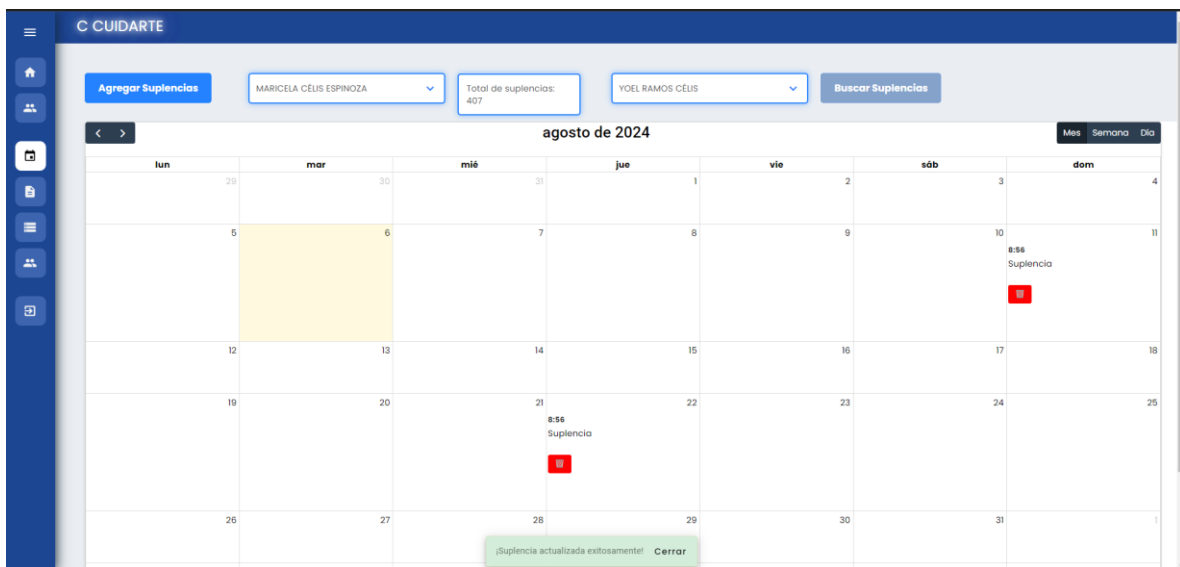 C CUIDARTE
Agregar Suplencias
MARICELA CÉLIS ESPINOZA
Total de suplencias:
407
YOEL RAMOS CÉLIS
Buscar Suplencias
agosto de 2024
Mes Semana Día
lun mar mié jue vie sáb dom
29 30 31 1 2 3 4
5 6 7 8 9 10 11
8:56
Suplencia
12 13 14 15 16 17 18
19 20 21 22 23 24 25
8:56
Suplencia
26 27 28 29 30 31 1
¡Suplencia actualizada exitosamente! Cerrar